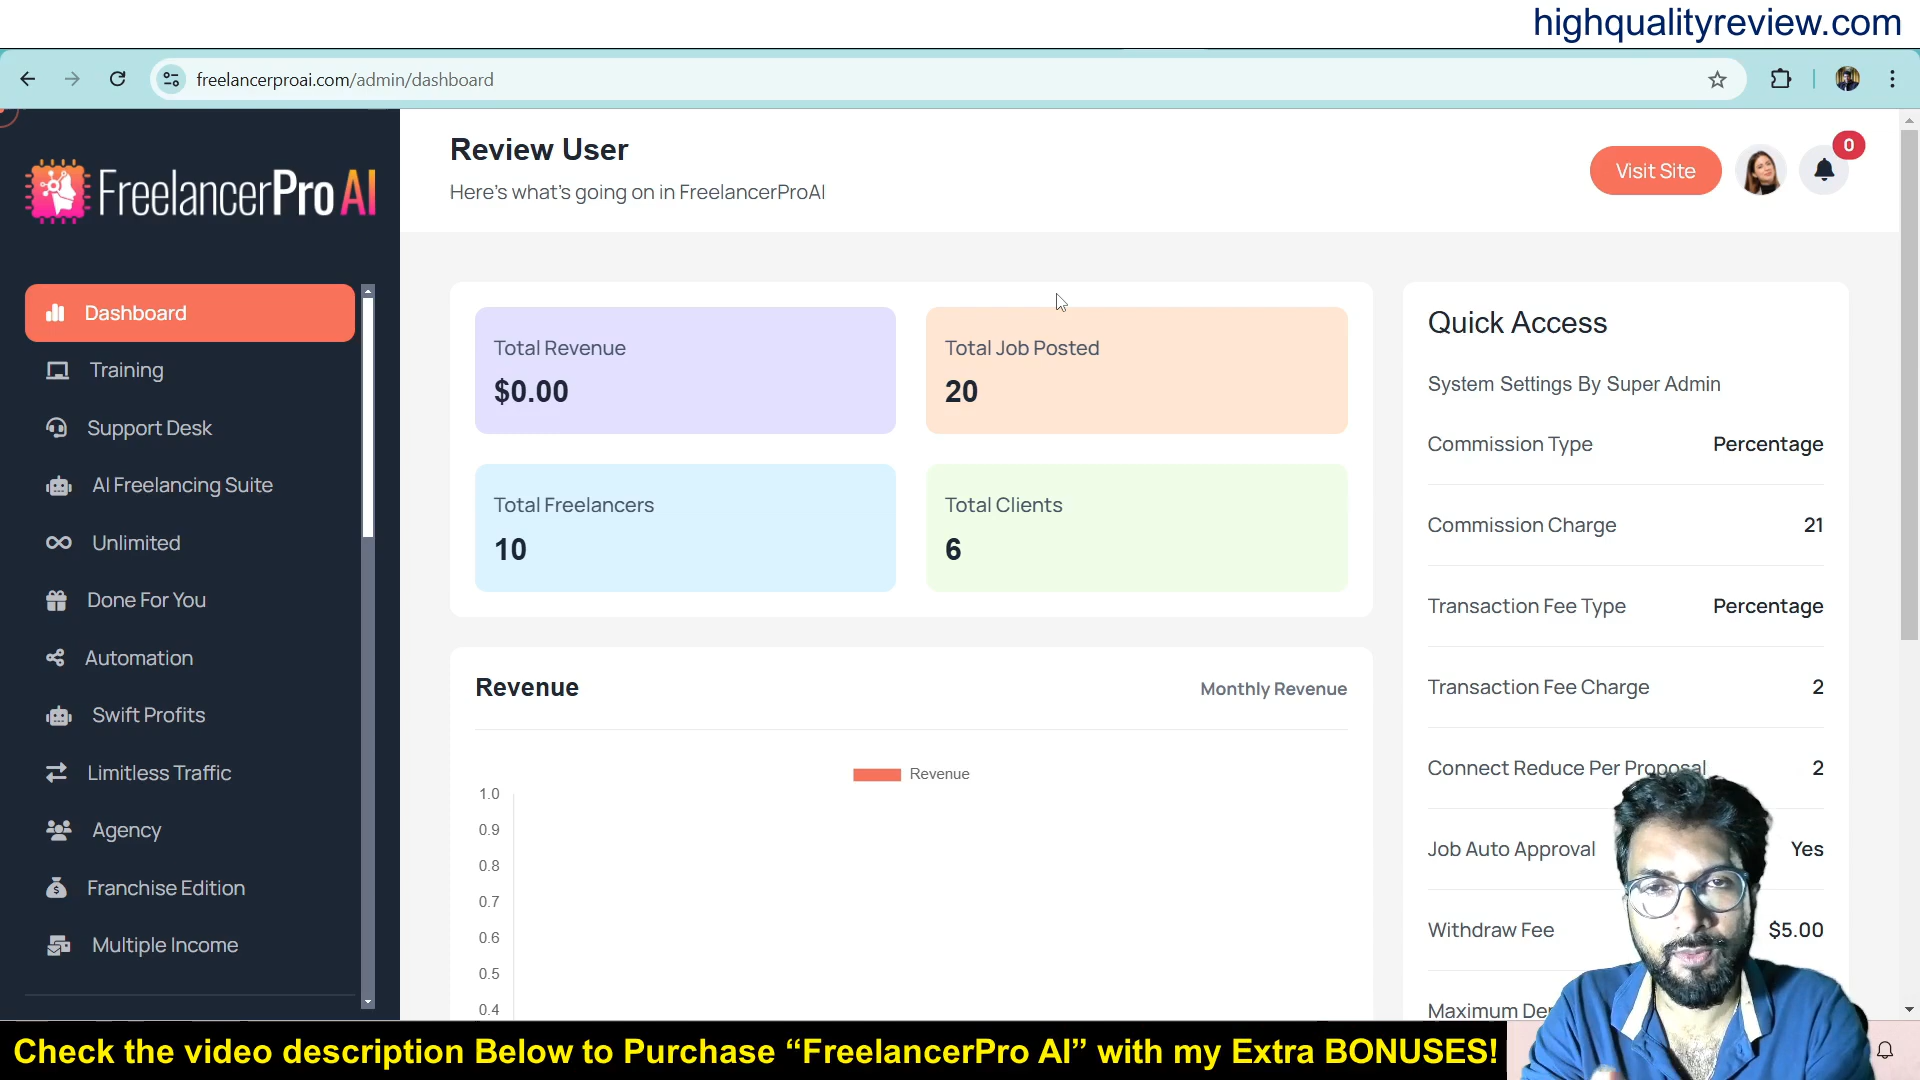 highqualityreview.com
freelancerproai.com/admin/dashboard
FreelancerPro AI
Review User
Here's what's going on in FreelancerProAI
Visit Site
0
Dashboard
Training
Support Desk
AI Freelancing Suite
Unlimited
Done For You
Automation
Swift Profits
Limitless Traffic
Agency
Franchise Edition
Multiple Income
Total Revenue
$0.00
Total Job Posted
20
Total Freelancers
10
Total Clients
6
Revenue
Monthly Revenue
Revenue
1.0
0.9
0.8
0.7
0.6
0.5
0.4
Quick Access
System Settings By Super Admin
Commission Type Percentage
Commission Charge 21
Transaction Fee Type Percentage
Transaction Fee Charge 2
Connect Reduce Per Proposal 2
Job Auto Approval Yes
Withdraw Fee $5.00
Maximum
Check the video description Below to Purchase “FreelancerPro AI” with my Extra BONUSES!